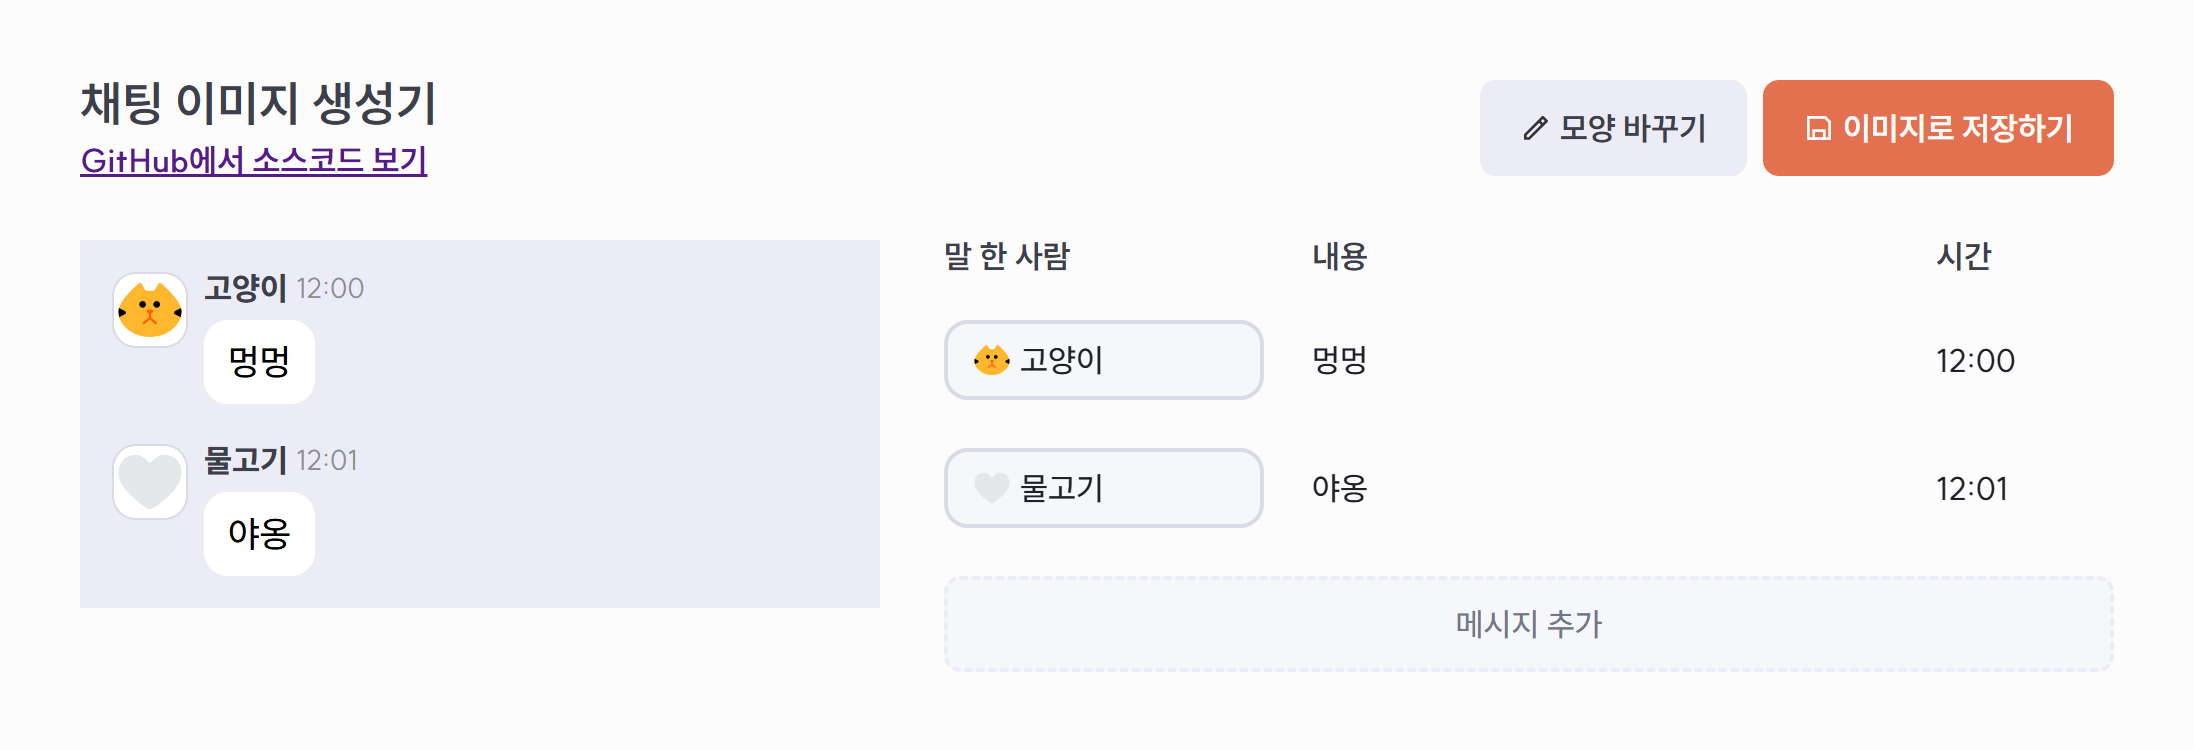 채팅 이미지 생성기
GitHub에서 소스코드 보기
모양 바꾸기
이미지로 저장하기
고양이 12:00
멍멍
물고기 12:01
야옹
말 한 사람 내용 시간
고양이 멍멍 12:00
물고기 야옹 12:01
메시지 추가